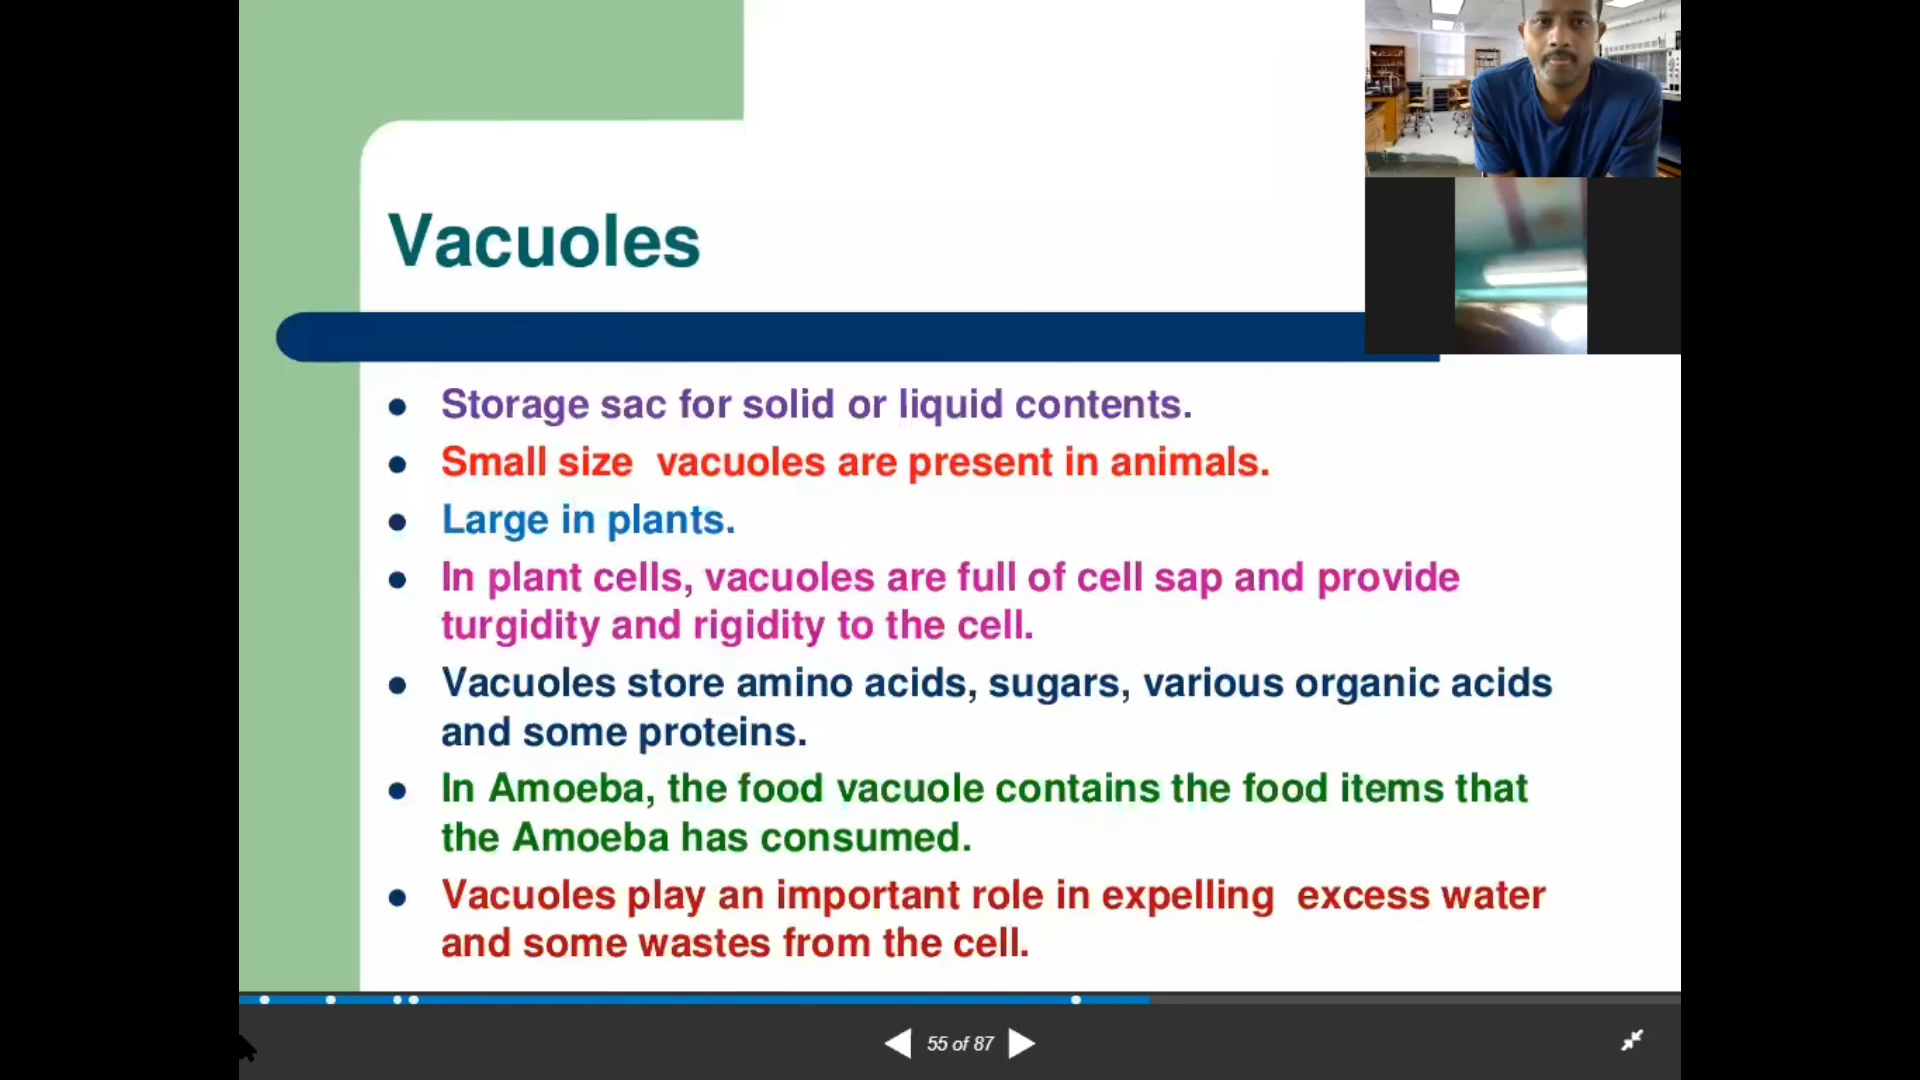 Vacuoles
Storage sac for solid or liquid contents.
Small size vacuoles are present in animals.
Large in plants.
In plant cells, vacuoles are full of cell sap and provide
turgidity and rigidity to the cell.
Vacuoles store amino acids, sugars, various organic acids
and some proteins.
In Amoeba, the food vacuole contains the food items that
the Amoeba has consumed.
Vacuoles play an important role in expelling excess water
and some wastes from the cell.
55 of 87